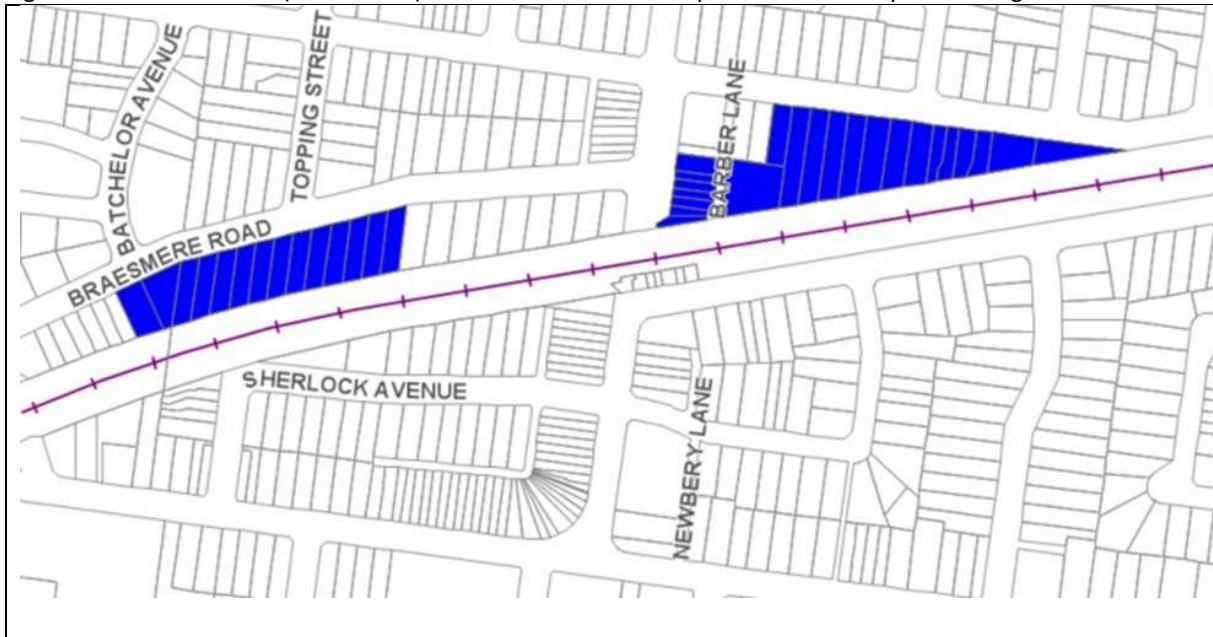 BATCHELOR AVENUE
TOPPING STREET
BARBER LANE
BRAESMERE ROAD
SHERLOCK AVENUE
NEWBERY LANE